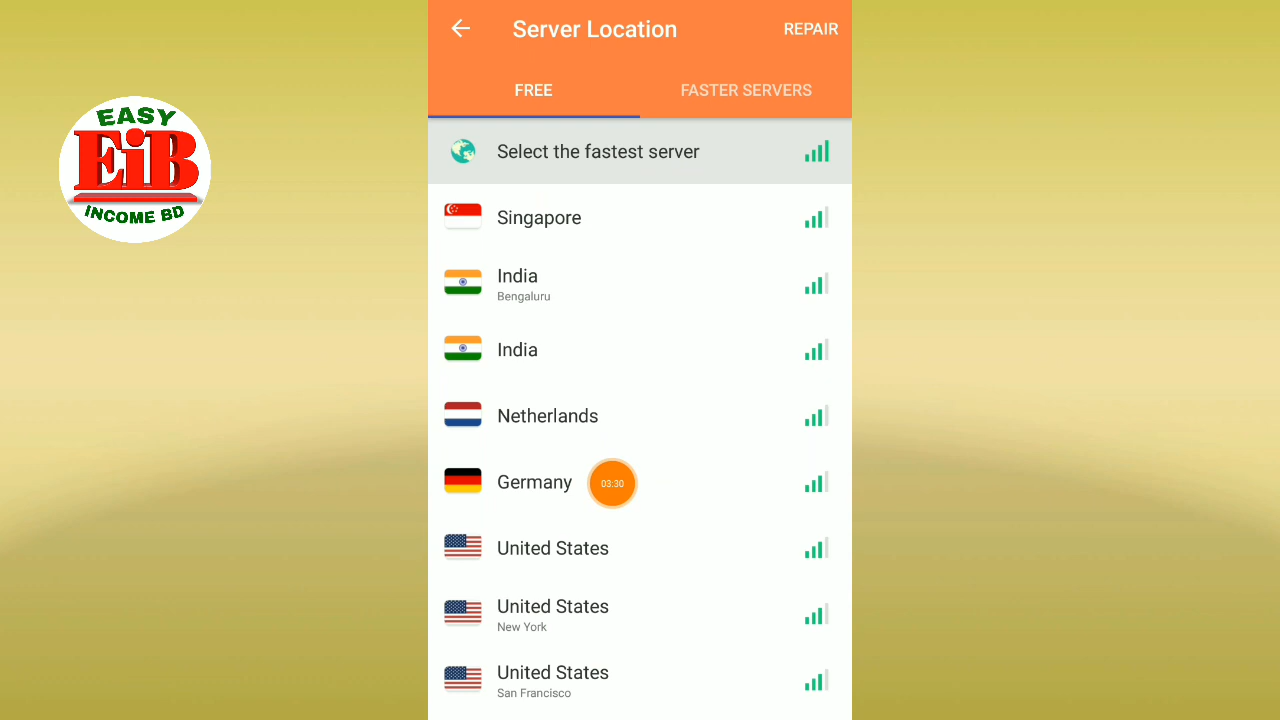 Server Location
REPAIR
FREE
FASTER SERVERS
Select the fastest server
Singapore
India
Bengaluru
India
Netherlands
Germany
03:30
United States
United States
New York
United States
San Francisco
EASY
EiB
INCOME BD